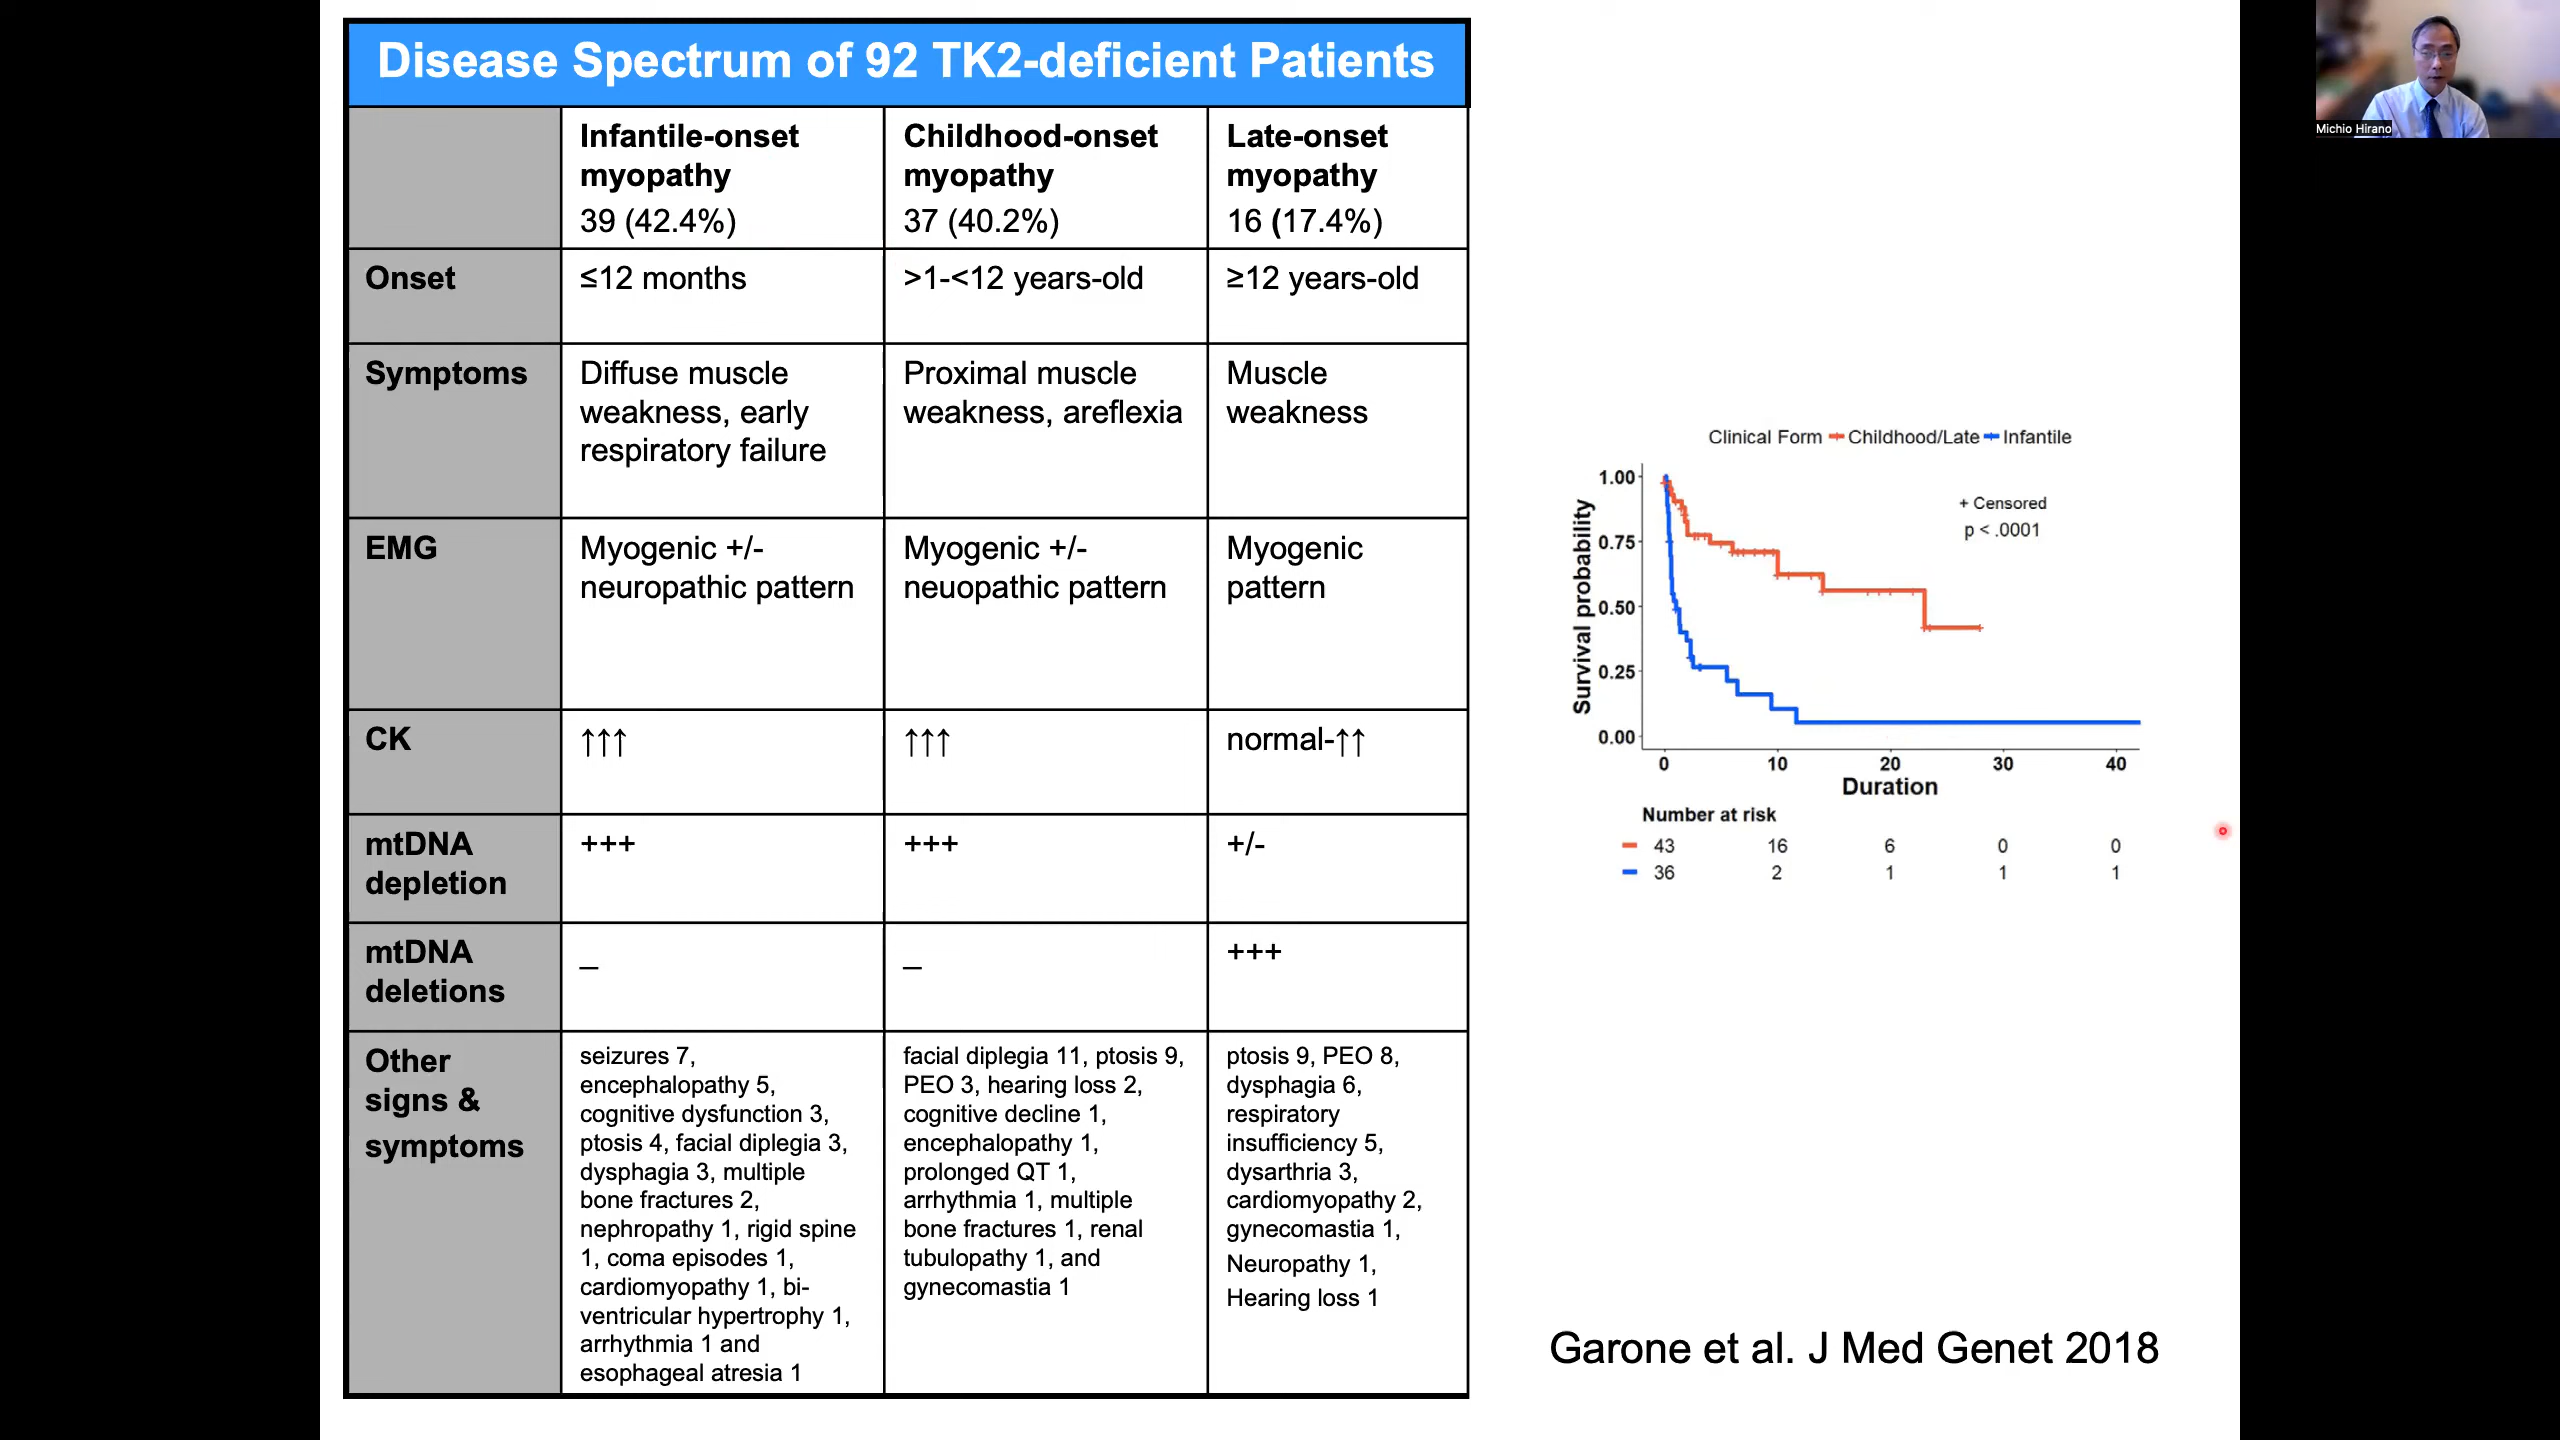 Disease Spectrum of 92 TK2-deficient Patients
Infantile-onset
myopathy
39 (42.4%)
Childhood-onset
myopathy
37 (40.2%)
Late-onset
myopathy
16 (17.4%)
Onset
≤12 months
>1-<12 years-old
≥12 years-old
Symptoms
Diffuse muscle
weakness, early
respiratory failure
Proximal muscle
weakness, areflexia
Muscle
weakness
EMG
Myogenic +/-
neuropathic pattern
Myogenic +/-
neuopathic pattern
Myogenic
pattern
CK
↑↑↑
↑↑↑
normal-↑↑
mtDNA
depletion
+++
+++
+/-
mtDNA
deletions
–
–
+++
Other
signs &
symptoms
seizures 7,
encephalopathy 5,
cognitive dysfunction 3,
ptosis 4, facial diplegia 3,
dysphagia 3, multiple
bone fractures 2,
nephropathy 1, rigid spine
1, coma episodes 1,
cardiomyopathy 1, bi-
ventricular hypertrophy 1,
arrhythmia 1 and
esophageal atresia 1
facial diplegia 11, ptosis 9,
PEO 3, hearing loss 2,
cognitive decline 1,
encephalopathy 1,
prolonged QT 1,
arrhythmia 1, multiple
bone fractures 1, renal
tubulopathy 1, and
gynecomastia 1
ptosis 9, PEO 8,
dysphagia 6,
respiratory
insufficiency 5,
dysarthria 3,
cardiomyopathy 2,
gynecomastia 1,
Neuropathy 1,
Hearing loss 1
Clinical Form Childhood/Late Infantile
+ Censored
p < .0001
Survival probability
1.00
0.75
0.50
0.25
0.00
0 10 20 30 40
Duration
Number at risk
43 16 6 0 0
36 2 1 1 1
Garone et al. J Med Genet 2018
Michio Hirano